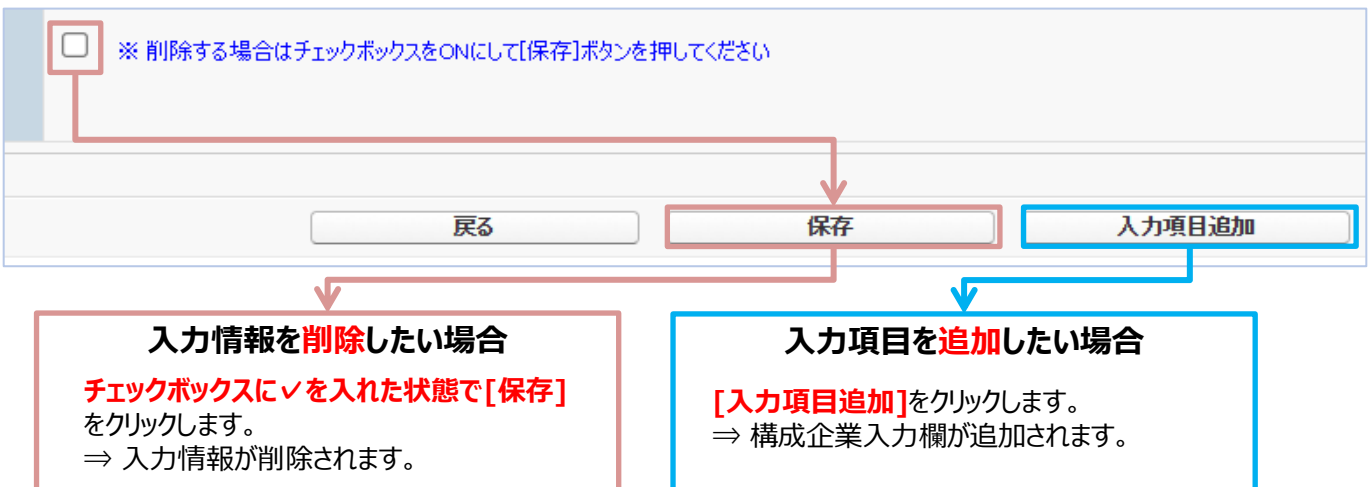 ※ 削除する場合はチェックボックスをONにして[保存]ボタンを押してください
戻る
保存
入力項目追加
入力情報を削除したい場合
チェックボックスに✓を入れた状態で[保存]
をクリックします。
⇒ 入力情報が削除されます。
入力項目を追加したい場合
[入力項目追加]をクリックします。
⇒ 構成企業入力欄が追加されます。